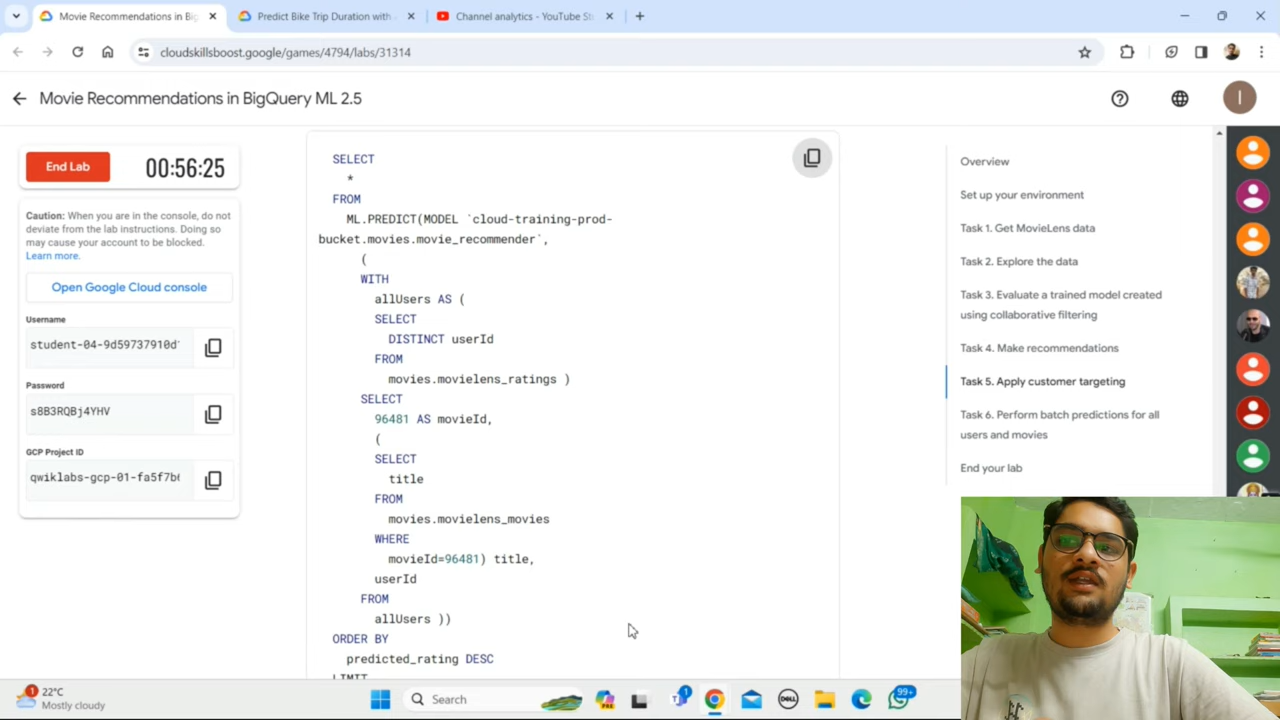 Movie Recommendations in Big
Predict Bike Trip Duration with
Channel analytics - YouTube St
cloudskillsboost.google/games/4794/labs/31314
Movie Recommendations in BigQuery ML 2.5
I
End Lab
00:56:25
Caution: When you are in the console, do not
deviate from the lab instructions. Doing so
may cause your account to be blocked.
Learn more.
Open Google Cloud console
Username
student-04-9d59737910d
Password
s8B3RQBj4YHV
GCP Project ID
qwiklabs-gcp-01-fa5f7b
SELECT
*
FROM
ML.PREDICT(MODEL `cloud-training-prod-
bucket.movies.movie_recommender`,
(
WITH
allUsers AS (
SELECT
DISTINCT userId
FROM
movies.movielens_ratings )
SELECT
96481 AS movieId,
(
SELECT
title
FROM
movies.movielens_movies
WHERE
movieId=96481) title,
userId
FROM
allUsers ))
ORDER BY
predicted_rating DESC
LIMIT
Overview
Set up your environment
Task 1. Get MovieLens data
Task 2. Explore the data
Task 3. Evaluate a trained model created
using collaborative filtering
Task 4. Make recommendations
Task 5. Apply customer targeting
Task 6. Perform batch predictions for all
users and movies
End your lab
1
22°C
Mostly cloudy
Search
PRE
1
DELL
99+